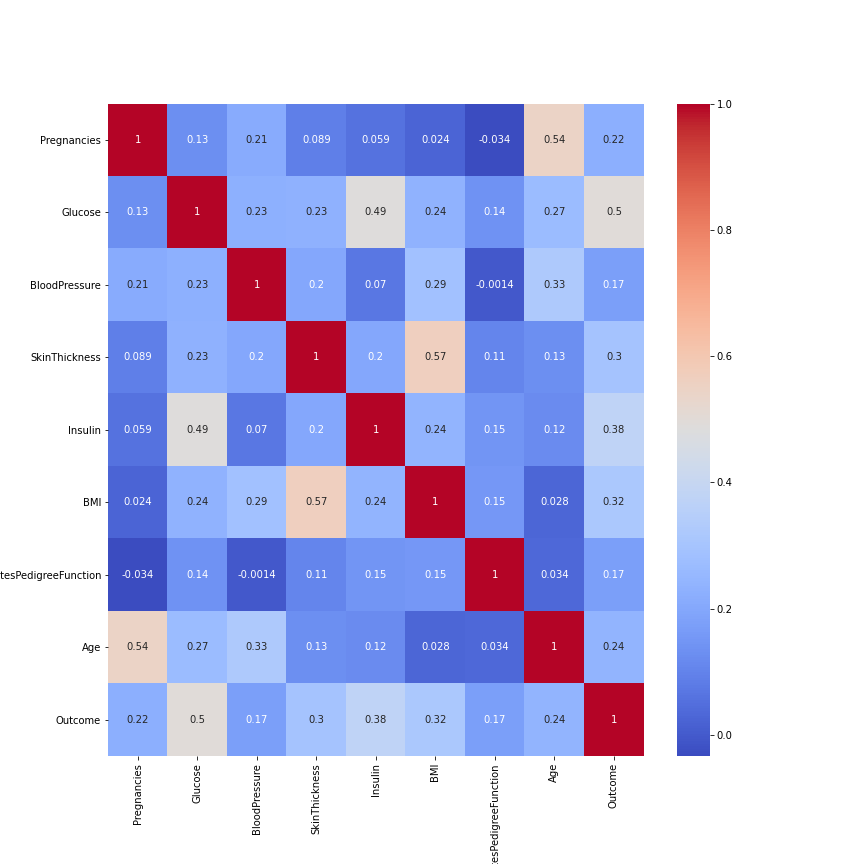 Pregnancies 1 0.13 0.21 0.089 0.059 0.024 -0.034 0.54 0.22
Glucose 0.13 1 0.23 0.23 0.49 0.24 0.14 0.27 0.5
BloodPressure 0.21 0.23 1 0.2 0.07 0.29 -0.0014 0.33 0.17
SkinThickness 0.089 0.23 0.2 1 0.2 0.57 0.11 0.13 0.3
Insulin 0.059 0.49 0.07 0.2 1 0.24 0.15 0.12 0.38
BMI 0.024 0.24 0.29 0.57 0.24 1 0.15 0.028 0.32
tesPedigreeFunction -0.034 0.14 -0.0014 0.11 0.15 0.15 1 0.034 0.17
Age 0.54 0.27 0.33 0.13 0.12 0.028 0.034 1 0.24
Outcome 0.22 0.5 0.17 0.3 0.38 0.32 0.17 0.24 1
Pregnancies
Glucose
BloodPressure
SkinThickness
Insulin
BMI
esPedigreeFunction
Age
Outcome
1.0
0.8
0.6
0.4
0.2
0.0